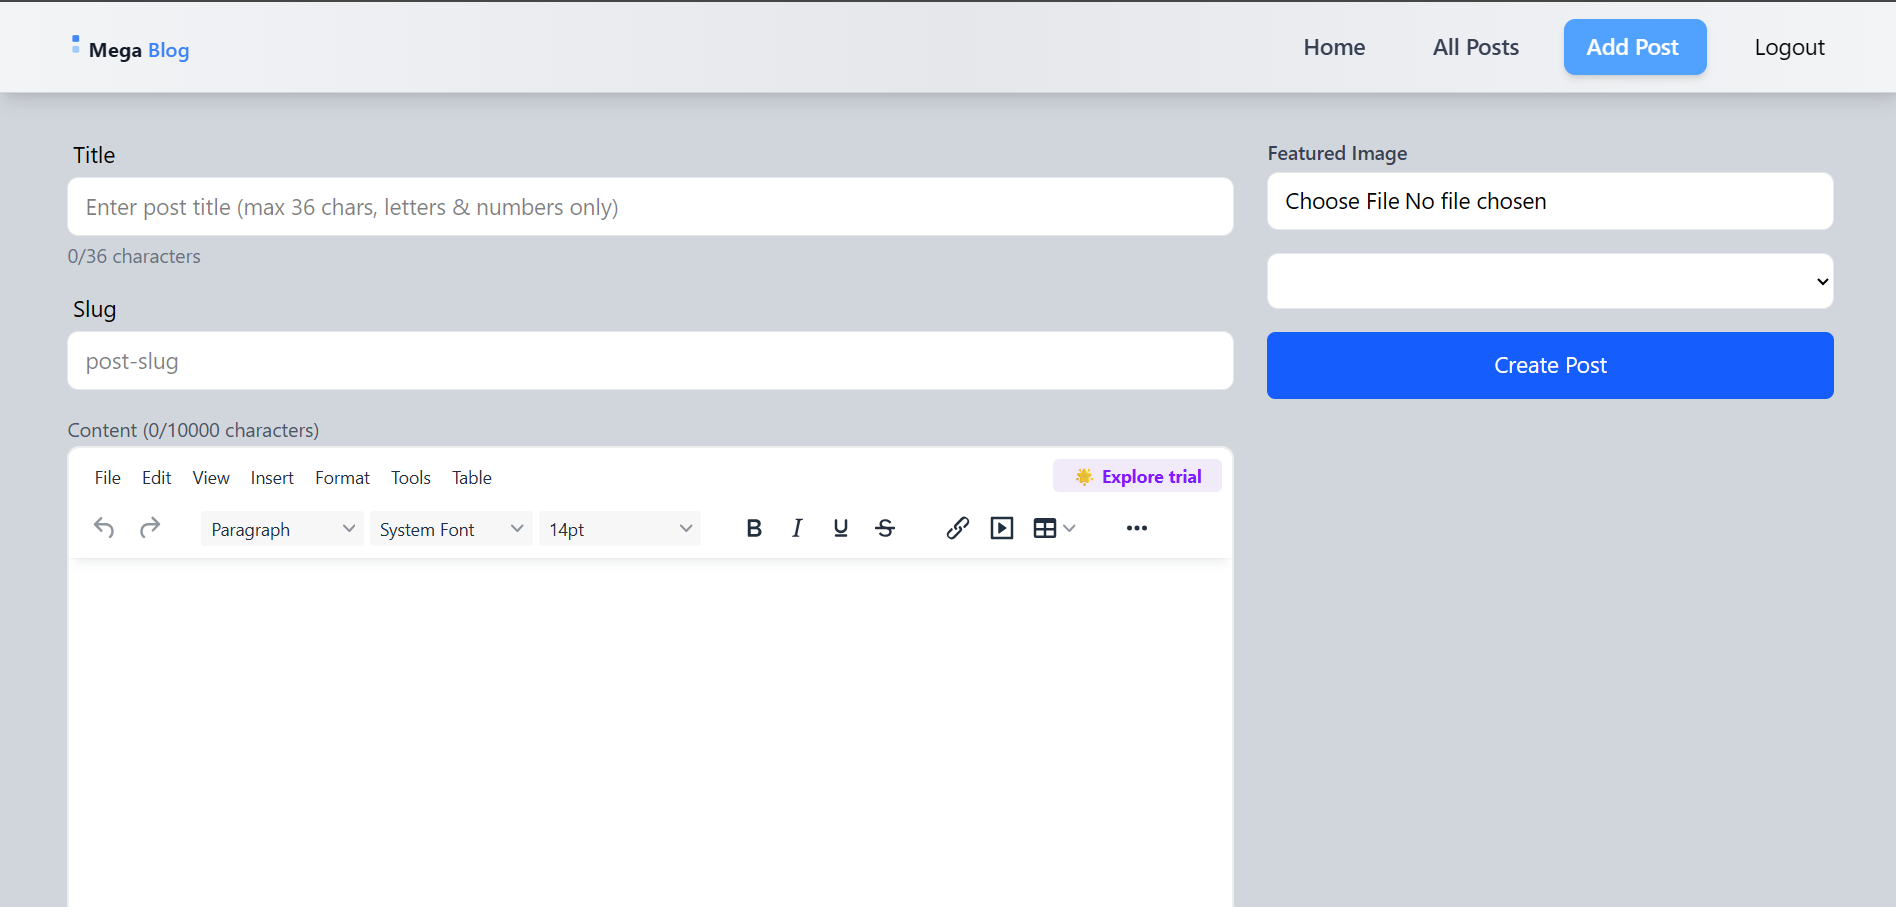 Mega Blog
Home All Posts Add Post Logout
Title
Enter post title (max 36 chars, letters & numbers only)
0/36 characters
Slug
post-slug
Content (0/10000 characters)
File Edit View Insert Format Tools Table Explore trial
Paragraph System Font 14pt B I U S
Featured Image
Choose File No file chosen
Create Post